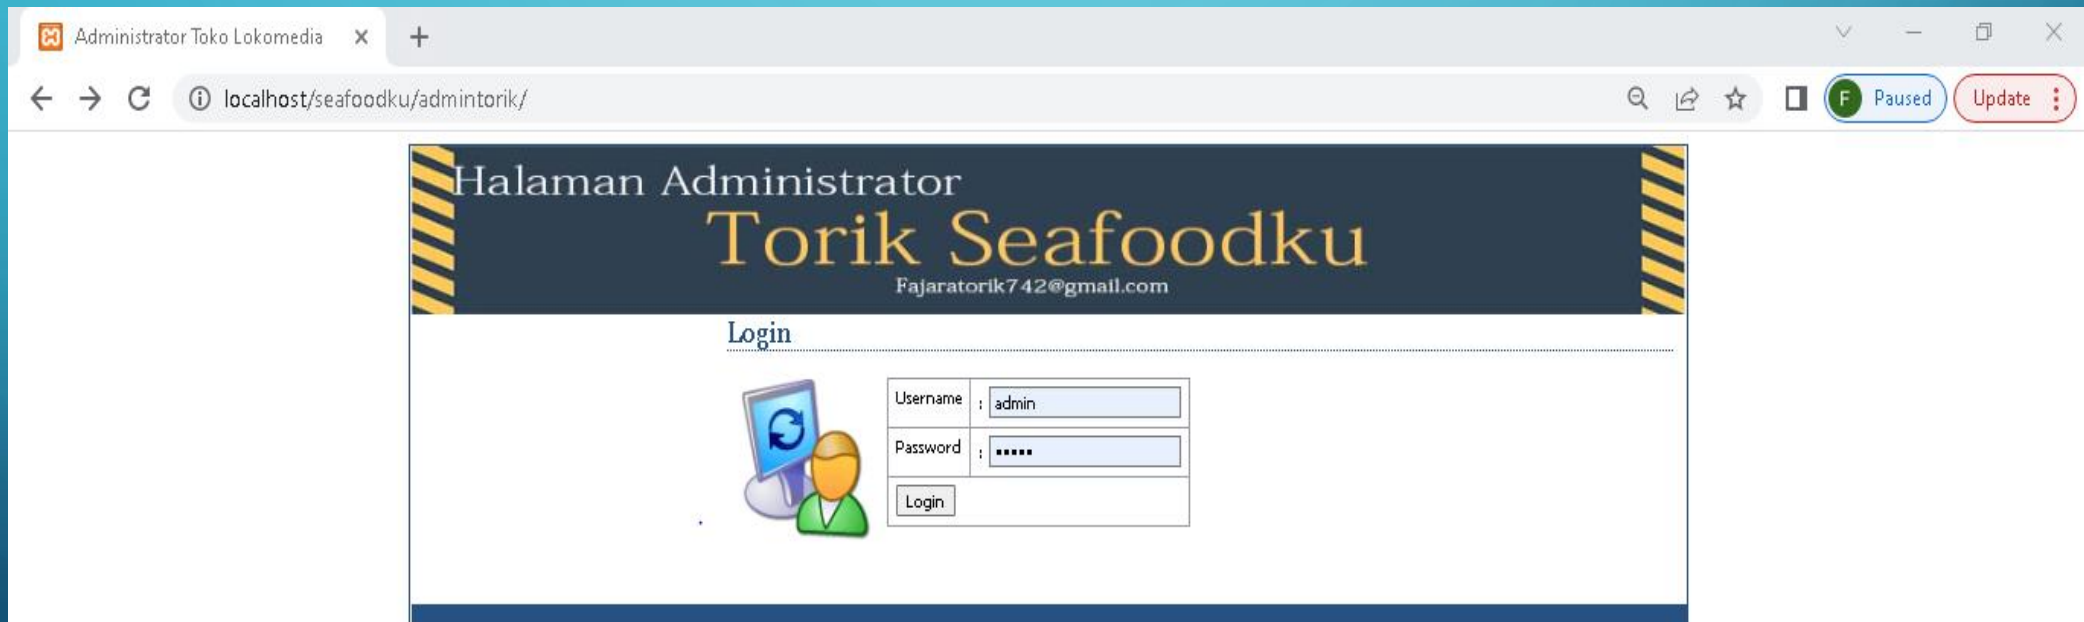 Administrator Toko Lokomedia
localhost/seafoodku/admintorik/
F Paused Update
Halaman Administrator
Torik Seafoodku
Fajaratorik742@gmail.com
Login
Username : admin
Password : •••••
Login